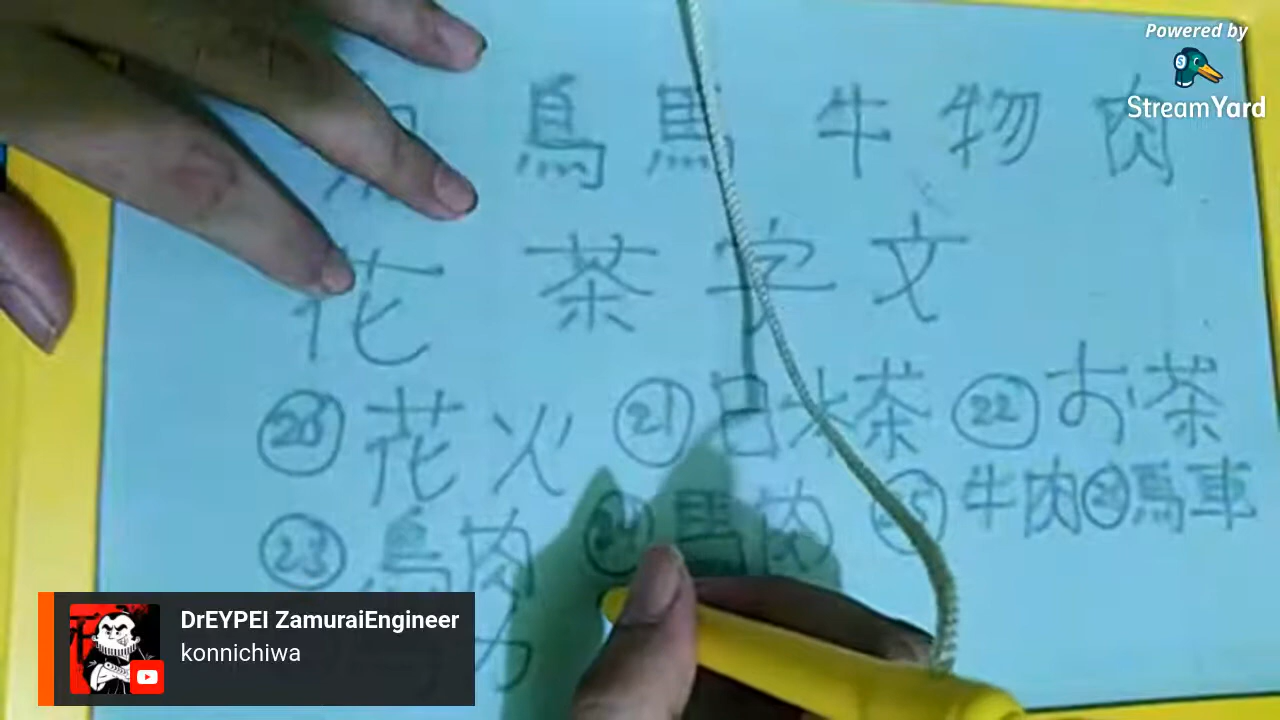 Powered by
StreamYard
鳥 馬 牛 物 肉
花 茶 字 文
⑳ 花火 ㉑ 日本茶 ㉒ お茶
㉓ 鳥肉 ㉔ 馬肉 ㉕ 牛肉 ㉖ 馬車
力
DrEYPEI ZamuraiEngineer
konnichiwa